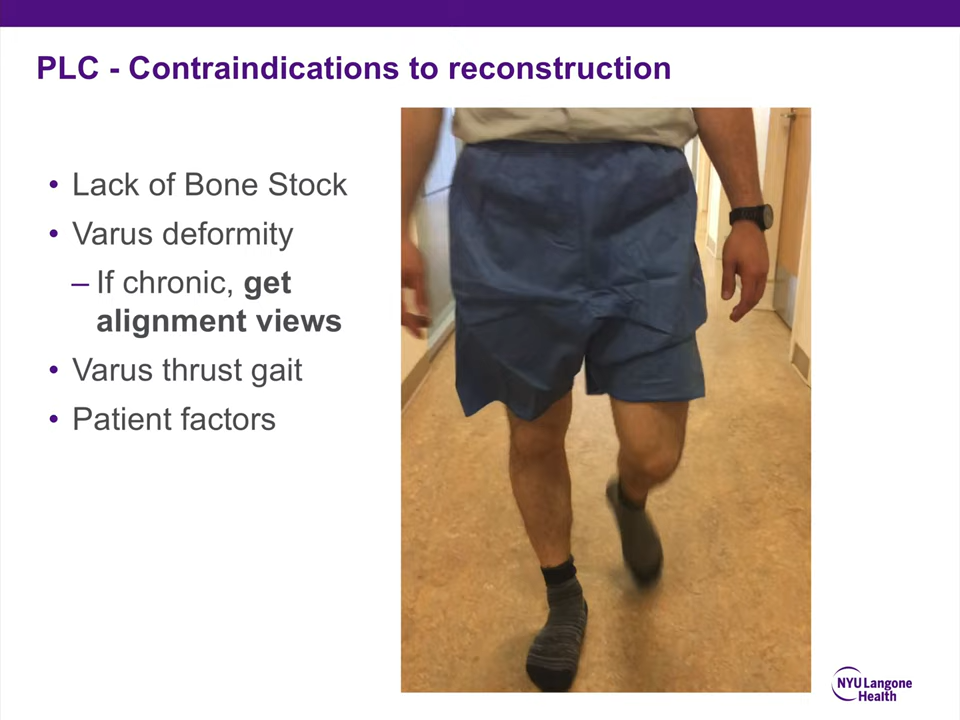 PLC - Contraindications to reconstruction
• Lack of Bone Stock
• Varus deformity
– If chronic, get
alignment views
• Varus thrust gait
• Patient factors
NYU Langone
Health